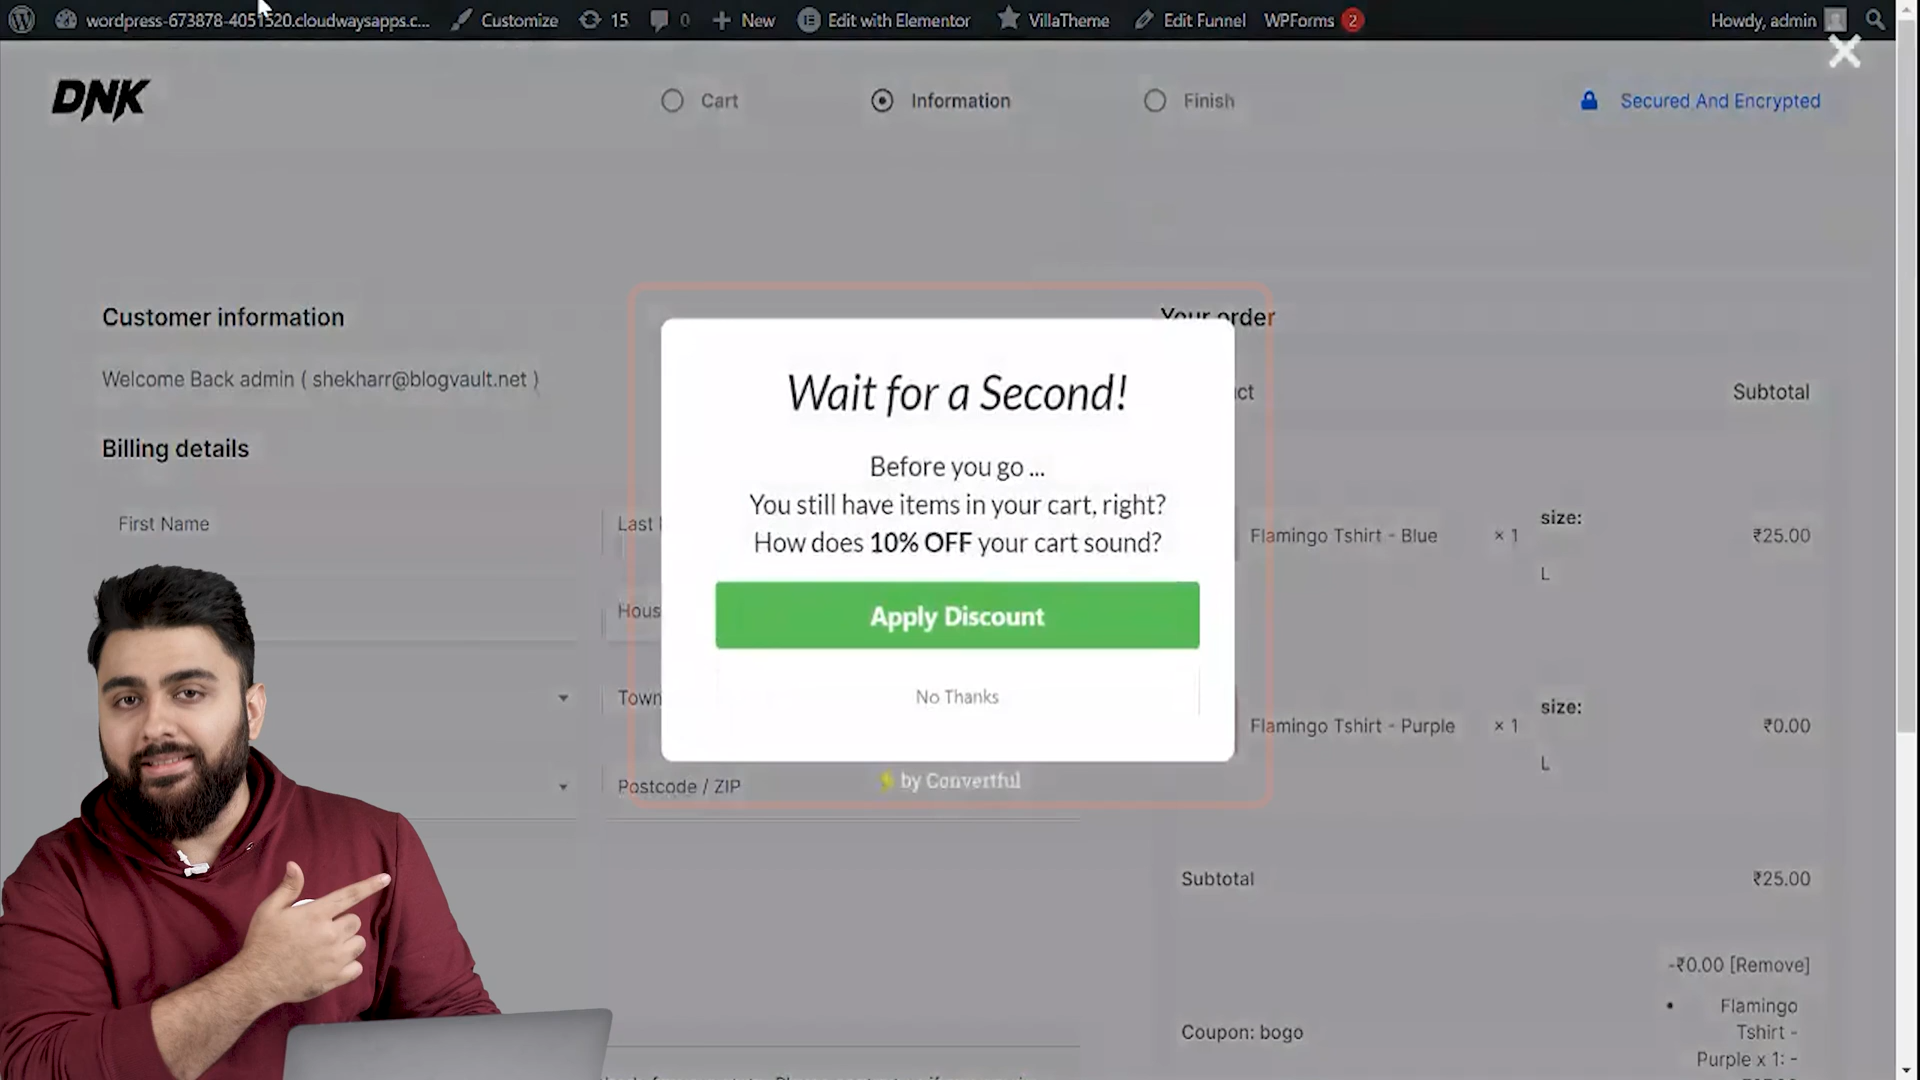 wordpress-673878-4051520.cloudwaysapps.c... Customize 15 0 New Edit with Elementor VillaTheme Edit Funnel WPForms 2 Howdy, admin
DNK Cart Information Finish Secured And Encrypted
Customer information
Welcome Back admin ( shekharr@blogvault.net )
Billing details
First Name
Last
Hous
Town
Postcode / ZIP
Wait for a Second!
Before you go ...
You still have items in your cart, right?
How does 10% OFF your cart sound?
Apply Discount
No Thanks
by Convertful
Your order
Subtotal
Flamingo Tshirt - Blue × 1 size: ₹25.00
L
Flamingo Tshirt - Purple × 1 size: ₹0.00
L
Subtotal ₹25.00
-₹0.00 [Remove]
Coupon: bogo
• Flamingo
Tshirt -
Purple x 1: -